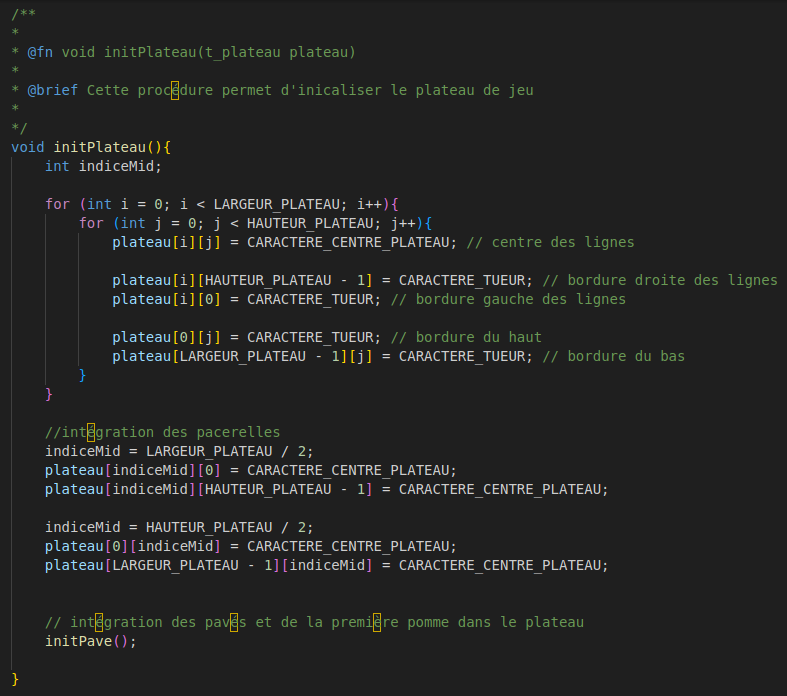 /**
*
* @fn void initPlateau(t_plateau plateau)
*
* @brief Cette procédure permet d'inicaliser le plateau de jeu
*
*/
void initPlateau(){
    int indiceMid;

    for (int i = 0; i < LARGEUR_PLATEAU; i++){
        for (int j = 0; j < HAUTEUR_PLATEAU; j++){
            plateau[i][j] = CARACTERE_CENTRE_PLATEAU; // centre des lignes

            plateau[i][HAUTEUR_PLATEAU - 1] = CARACTERE_TUEUR; // bordure droite des lignes
            plateau[i][0] = CARACTERE_TUEUR; // bordure gauche des lignes

            plateau[0][j] = CARACTERE_TUEUR; // bordure du haut
            plateau[LARGEUR_PLATEAU - 1][j] = CARACTERE_TUEUR; // bordure du bas
        }
    }

    //intégration des pacerelles
    indiceMid = LARGEUR_PLATEAU / 2;
    plateau[indiceMid][0] = CARACTERE_CENTRE_PLATEAU;
    plateau[indiceMid][HAUTEUR_PLATEAU - 1] = CARACTERE_CENTRE_PLATEAU;

    indiceMid = HAUTEUR_PLATEAU / 2;
    plateau[0][indiceMid] = CARACTERE_CENTRE_PLATEAU;
    plateau[LARGEUR_PLATEAU - 1][indiceMid] = CARACTERE_CENTRE_PLATEAU;


    // intégration des pavés et de la première pomme dans le plateau
    initPave();

}